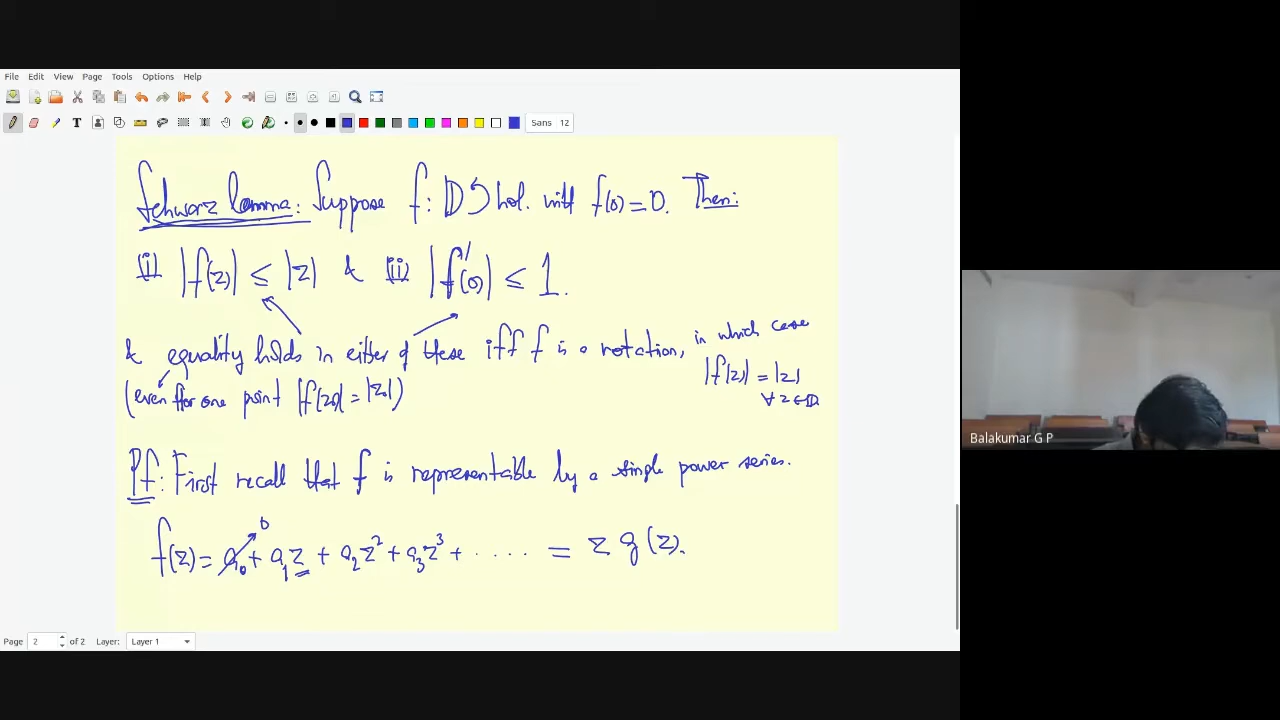 File Edit View Page Tools Options Help
Sans 12
Schwarz Lemma: Suppose f: 𝔻↺ hol. with f(0)=0. Then:
(i) |f(z)| ≤ |z| & (ii) |f'(0)| ≤ 1.
& equality holds in either of these iff f is a rotation, in which case
|f(z)| = |z|
∀ z∈𝔻
(even for one point |f(z₀)| = |z₀|)
Pf: First recall that f is representable by a single power series.
f(z) = a₀ + a₁z + a₂z² + a₃z³ + ..... = z g(z).
0
Page 2 of 2 Layer: Layer 1
Balakumar G P